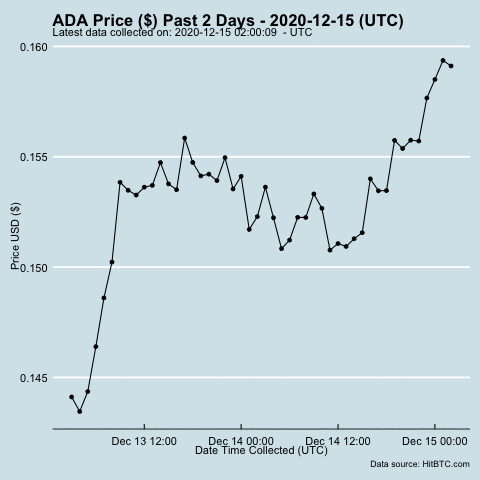 ADA Price ($) Past 2 Days - 2020-12-15 (UTC)
Latest data collected on: 2020-12-15 02:00:09  - UTC
0.160
0.155
0.150
0.145
Price USD ($)
Dec 13 12:00 Dec 14 00:00 Dec 14 12:00 Dec 15 00:00
Date Time Collected (UTC)
Data source: HitBTC.com